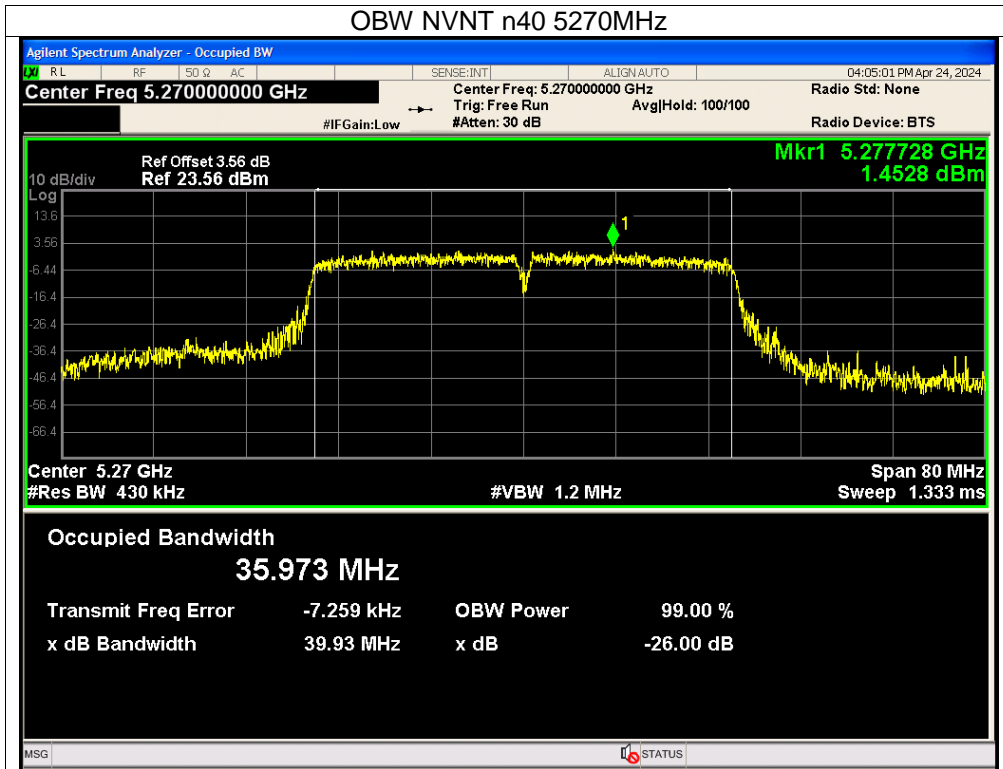 OBW NVNT n40 5270MHz
Agilent Spectrum Analyzer - Occupied BW
LXI RL RF 50 Ω AC SENSE:INT ALIGN AUTO 04:05:01 PM Apr 24, 2024
Center Freq 5.270000000 GHz Center Freq: 5.270000000 GHz Radio Std: None
Trig: Free Run Avg|Hold: 100/100
#IFGain:Low #Atten: 30 dB Radio Device: BTS
Mkr1 5.277728 GHz
1.4528 dBm
Ref Offset 3.56 dB
10 dB/div Ref 23.56 dBm
Log
13.6
1
3.56
-6.44
-16.4
-26.4
-36.4
-46.4
-56.4
-66.4
Center 5.27 GHz Span 80 MHz
#Res BW 430 kHz #VBW 1.2 MHz Sweep 1.333 ms
Occupied Bandwidth
35.973 MHz
Transmit Freq Error -7.259 kHz OBW Power 99.00 %
x dB Bandwidth 39.93 MHz x dB -26.00 dB
MSG STATUS